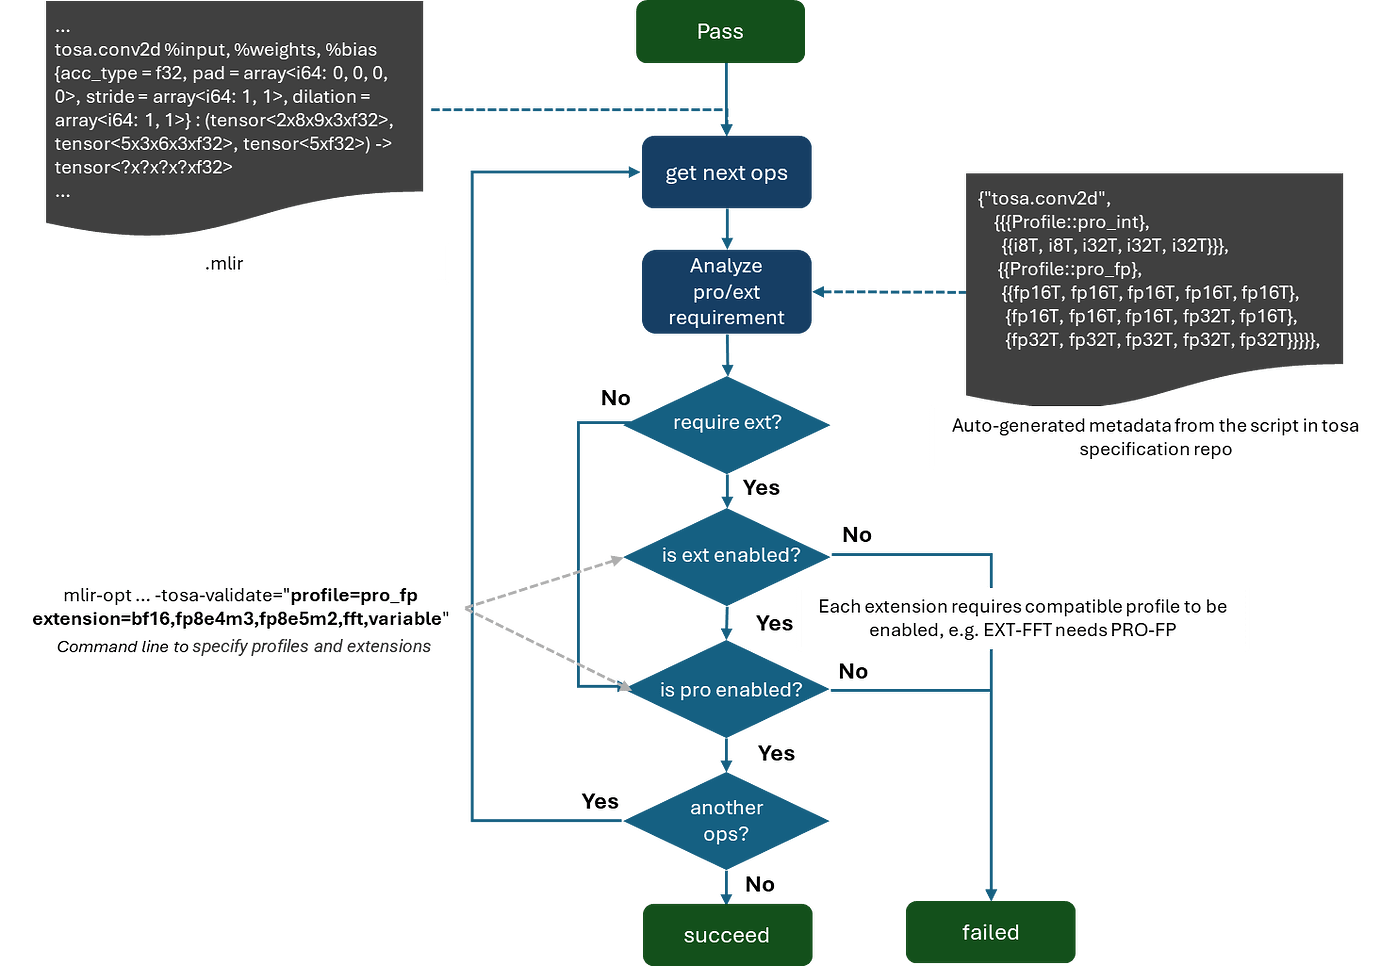 ...
tosa.conv2d %input, %weights, %bias
{acc_type = f32, pad = array<i64: 0, 0, 0,
0>, stride = array<i64: 1, 1>, dilation =
array<i64: 1, 1>} : (tensor<2x8x9x3xf32>,
tensor<5x3x6x3xf32>, tensor<5xf32>) ->
tensor<?x?x?x?xf32>
...
.mlir
Pass
get next ops
Analyze
pro/ext
requirement
{"tosa.conv2d",
{{{Profile::pro_int},
{{i8T, i8T, i32T, i32T, i32T}}},
{{Profile::pro_fp},
{{fp16T, fp16T, fp16T, fp16T, fp16T},
{fp16T, fp16T, fp16T, fp32T, fp16T},
{fp32T, fp32T, fp32T, fp32T, fp32T}}}}},
Auto-generated metadata from the script in tosa
specification repo
No
require ext?
Yes
is ext enabled?
No
mlir-opt ... -tosa-validate="profile=pro_fp
extension=bf16,fp8e4m3,fp8e5m2,fft,variable"
Command line to specify profiles and extensions
Yes
Each extension requires compatible profile to be
enabled, e.g. EXT-FFT needs PRO-FP
is pro enabled?
No
Yes
Yes
another
ops?
No
succeed
failed